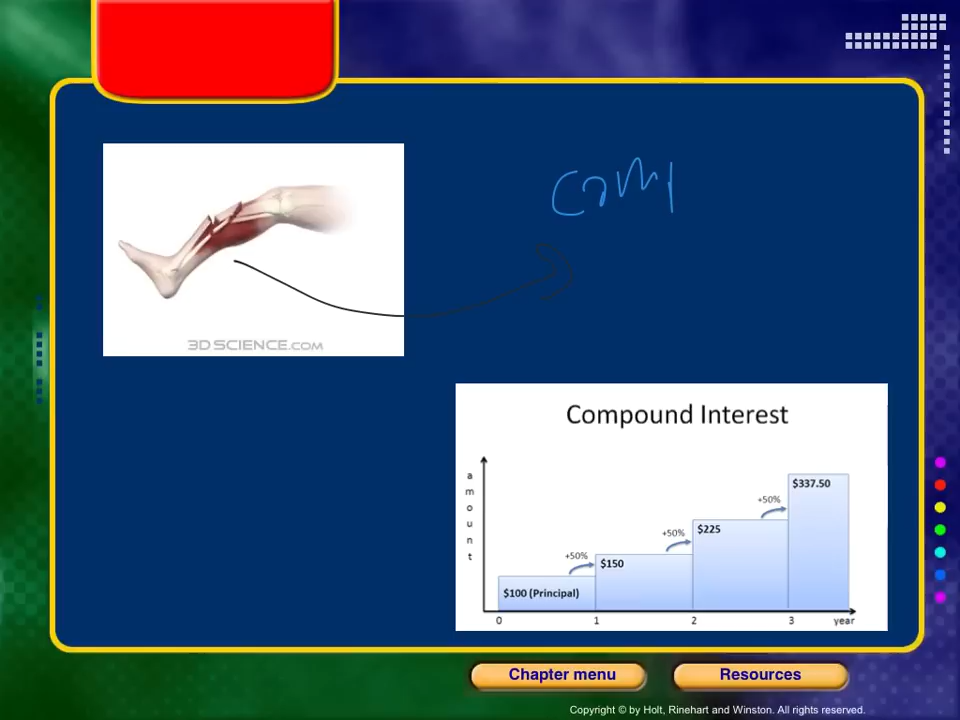 com
3DSCIENCE.COM
Compound Interest
amount
$337.50
+50%
$225
+50%
$150
+50%
$100 (Principal)
0 1 2 3 year
Chapter menu Resources
Copyright © by Holt, Rinehart and Winston. All rights reserved.